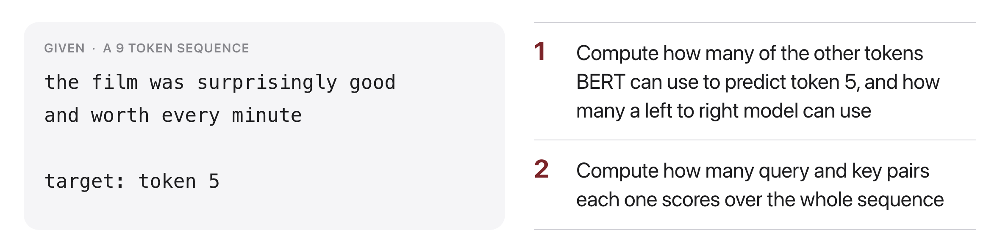 GIVEN · A 9 TOKEN SEQUENCE
the film was surprisingly good
and worth every minute
target: token 5
1 Compute how many of the other tokens
BERT can use to predict token 5, and how
many a left to right model can use
2 Compute how many query and key pairs
each one scores over the whole sequence